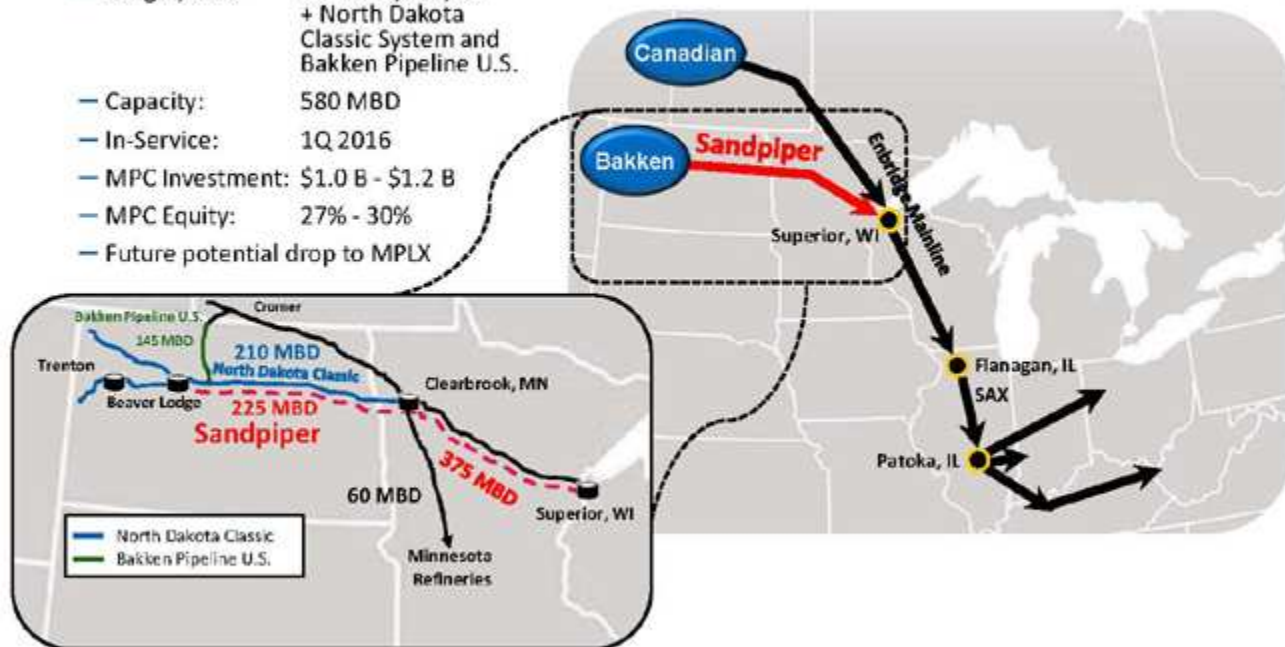 + North Dakota
Classic System and
Bakken Pipeline U.S.
– Capacity: 580 MBD
– In-Service: 1Q 2016
– MPC Investment: $1.0 B - $1.2 B
– MPC Equity: 27% - 30%
– Future potential drop to MPLX
Canadian
Bakken
Sandpiper
Enbridge Mainline
Superior, WI
Flanagan, IL
SAX
Patoka, IL
Cromer
Bakken Pipeline U.S.
145 MBD
Trenton
210 MBD
North Dakota Classic
Clearbrook, MN
Beaver Lodge
225 MBD
Sandpiper
375 MBD
60 MBD
Superior, WI
Minnesota
Refineries
North Dakota Classic
Bakken Pipeline U.S.